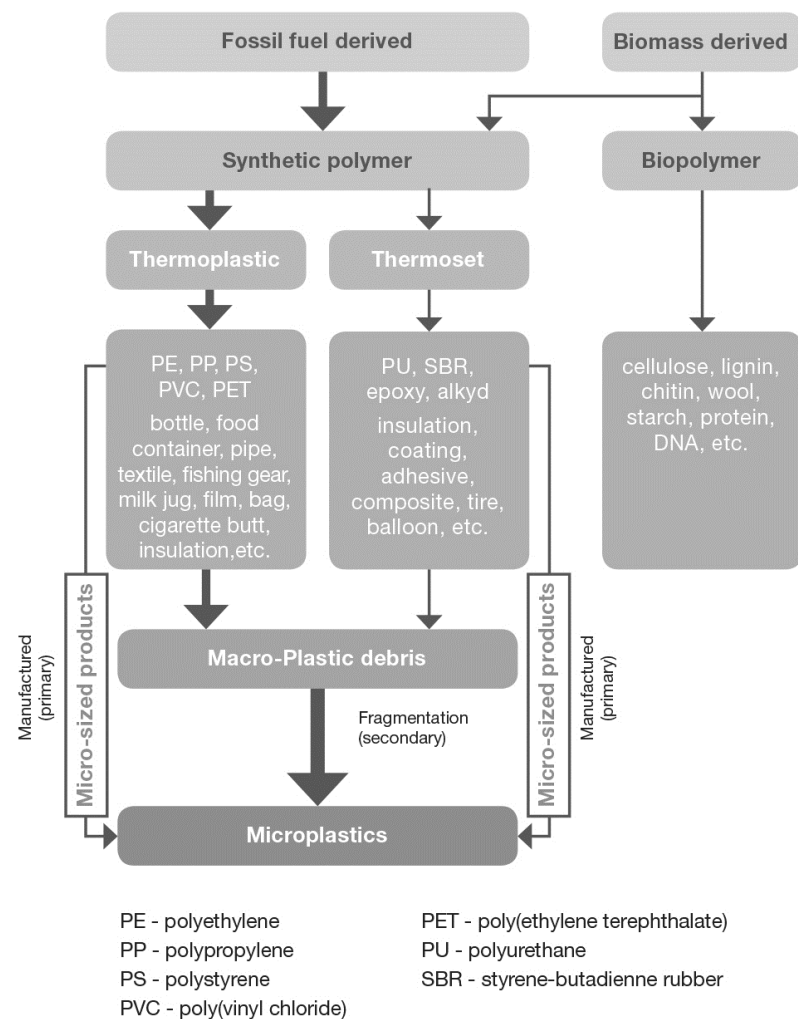 Fossil fuel derived
Biomass derived
Synthetic polymer
Biopolymer
Thermoplastic
Thermoset
PE, PP, PS,
PVC, PET
bottle, food
container, pipe,
textile, fishing gear,
milk jug, film, bag,
cigarette butt,
insulation,etc.
PU, SBR,
epoxy, alkyd
insulation,
coating,
adhesive,
composite, tire,
balloon, etc.
cellulose, lignin,
chitin, wool,
starch, protein,
DNA, etc.
Manufactured
(primary)
Micro-sized products
Macro-Plastic debris
Fragmentation
(secondary)
Micro-sized products
Manufactured
(primary)
Microplastics
PE - polyethylene
PP - polypropylene
PS - polystyrene
PVC - poly(vinyl chloride)
PET - poly(ethylene terephthalate)
PU - polyurethane
SBR - styrene-butadienne rubber